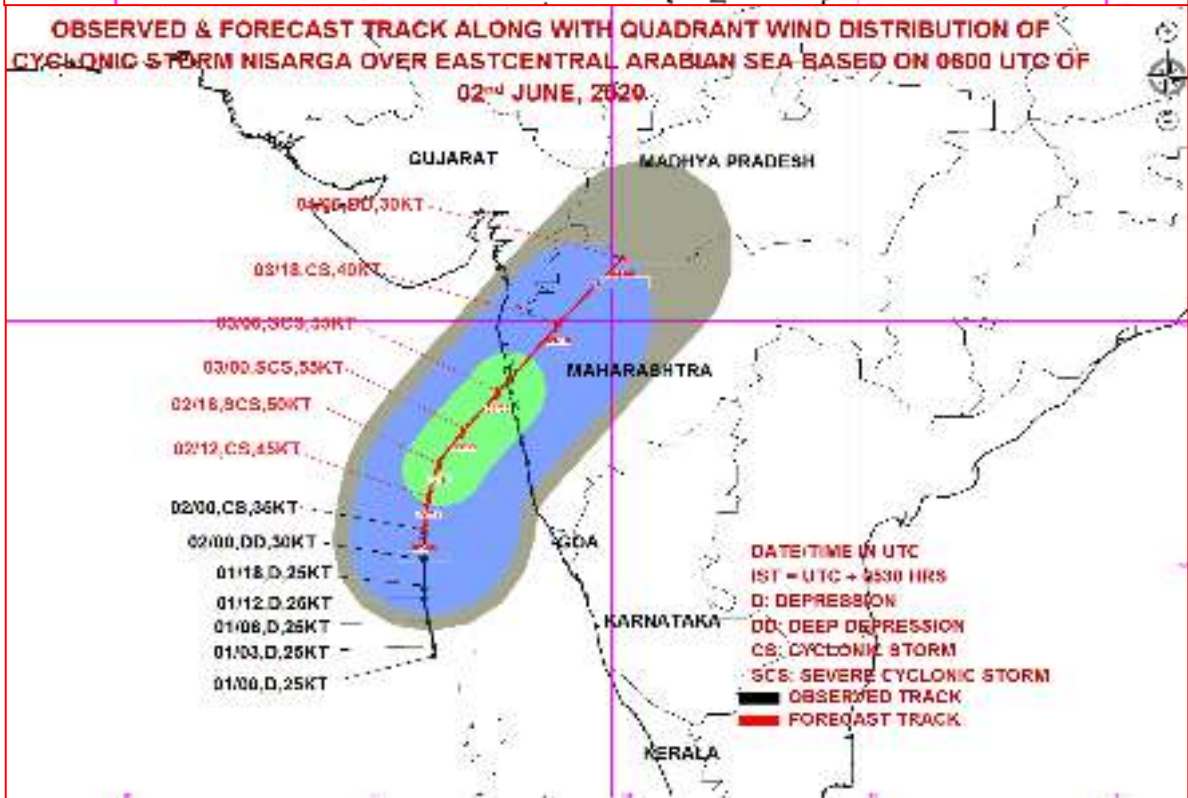 OBSERVED & FORECAST TRACK ALONG WITH QUADRANT WIND DISTRIBUTION OF
CYCLONIC STORM NISARGA OVER EASTCENTRAL ARABIAN SEA BASED ON 0600 UTC OF
02nd JUNE, 2020.
GUJARAT
MADHYA PRADESH
04/06,DD,30KT
03/18,CS,40KT
03/06,SCS,55KT
03/00,SCS,55KT
MAHARASHTRA
02/18,SCS,50KT
02/12,CS,45KT
02/00,CS,35KT
02/00,DD,30KT
GOA
01/18,D,25KT
01/12,D,25KT
01/06,D,25KT
01/03,D,25KT
01/00,D,25KT
KARNATAKA
KERALA
DATE/TIME IN UTC
IST = UTC + 0530 HRS
D: DEPRESSION
DD: DEEP DEPRESSION
CS: CYCLONIC STORM
SCS: SEVERE CYCLONIC STORM
OBSERVED TRACK
FORECAST TRACK